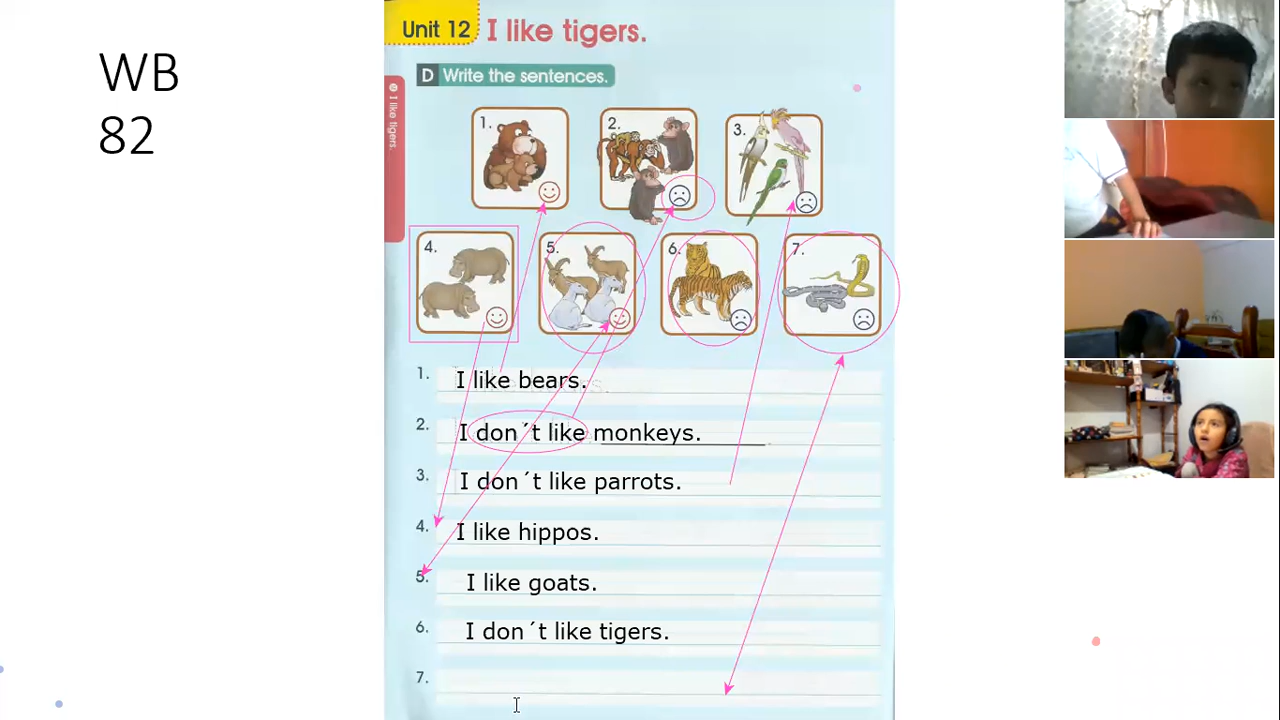 WB
82
Unit 12 I like tigers.
I like tigers.
D Write the sentences.
1.
2.
3.
4.
5.
6.
7.
1. I like bears.
2. I don´t like monkeys.
3. I don´t like parrots.
4. I like hippos.
5. I like goats.
6. I don´t like tigers.
7.